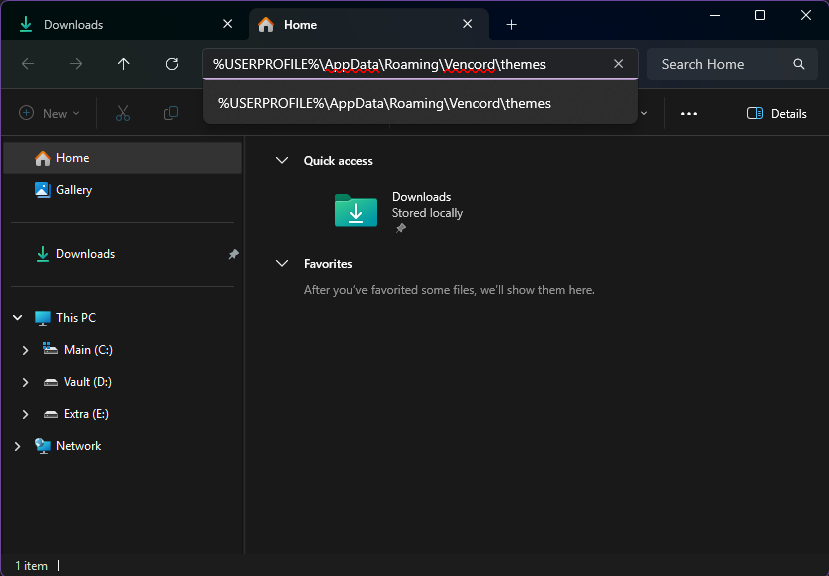 Downloads
Home
%USERPROFILE%\AppData\Roaming\Vencord\themes
Search Home
%USERPROFILE%\AppData\Roaming\Vencord\themes
New
Details
Home
Gallery
Downloads
This PC
Main (C:)
Vault (D:)
Extra (E:)
Network
Quick access
Downloads
Stored locally
Favorites
After you've favorited some files, we'll show them here.
1 item